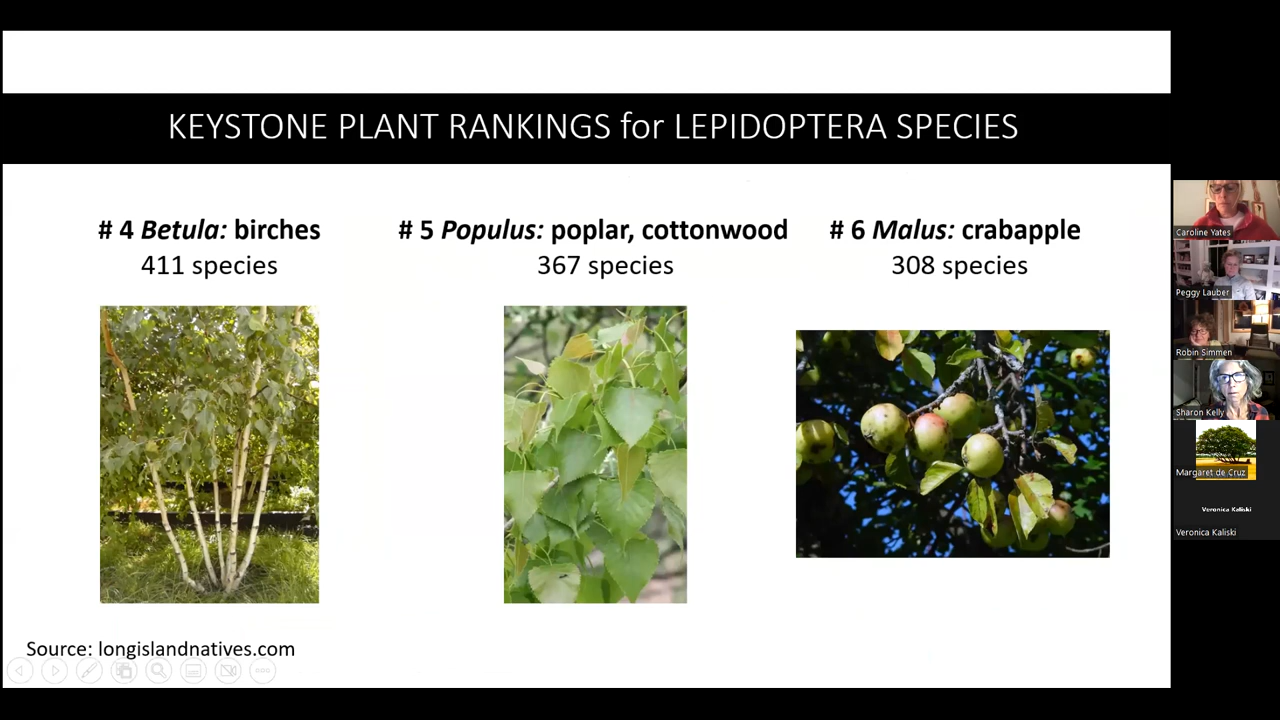 KEYSTONE PLANT RANKINGS for LEPIDOPTERA SPECIES
# 4 Betula: birches
411 species
# 5 Populus: poplar, cottonwood
367 species
# 6 Malus: crabapple
308 species
Source: longislandnatives.com
Caroline Yates
Peggy Lauber
Robin Simmen
Sharon Kelly
Margaret de Cruz
Veronica Kaliski
Veronica Kaliski